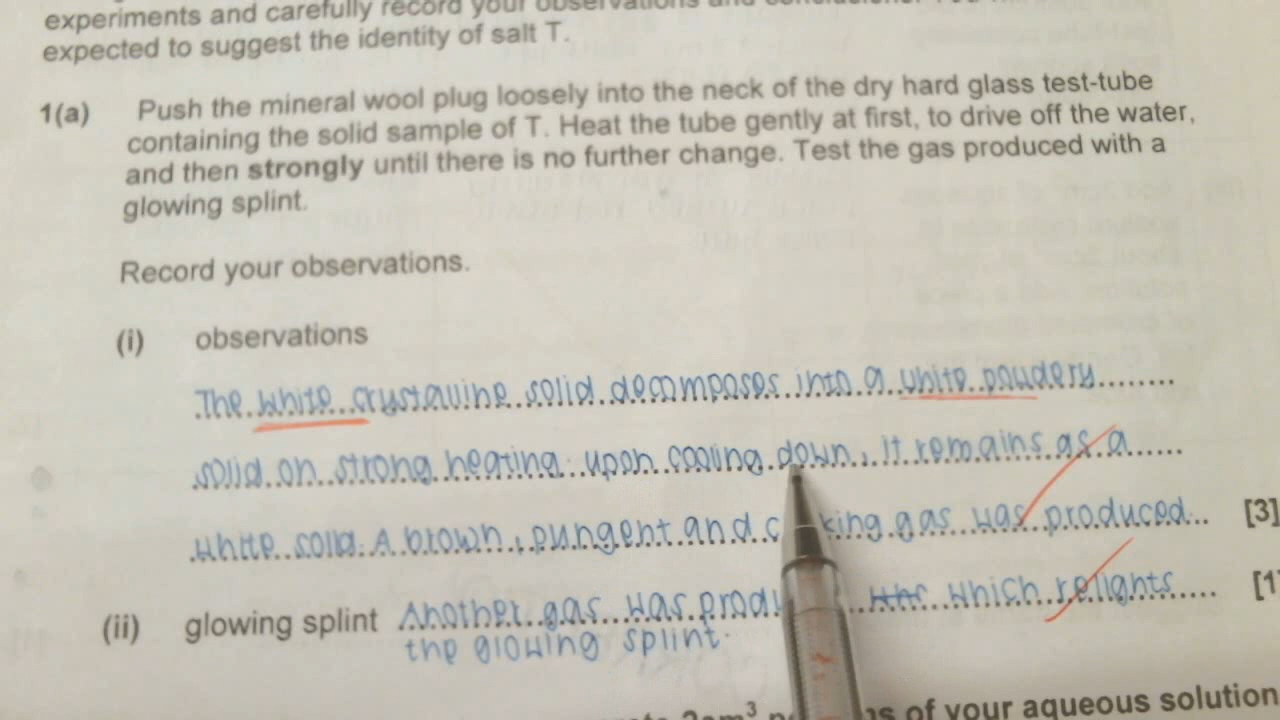 experiments and carefully record your observations and conclusions.
expected to suggest the identity of salt T.
1(a) Push the mineral wool plug loosely into the neck of the dry hard glass test-tube
containing the solid sample of T. Heat the tube gently at first, to drive off the water,
and then strongly until there is no further change. Test the gas produced with a
glowing splint.
Record your observations.
(i) observations
The white crystalline solid decomposes into a white powdery
solid on strong heating. upon cooling down, it remains as a
white solid. A brown, pungent and king gas was produced. [3]
(ii) glowing splint Another gas was which relights [1]
the glowing splint.
of your aqueous solution